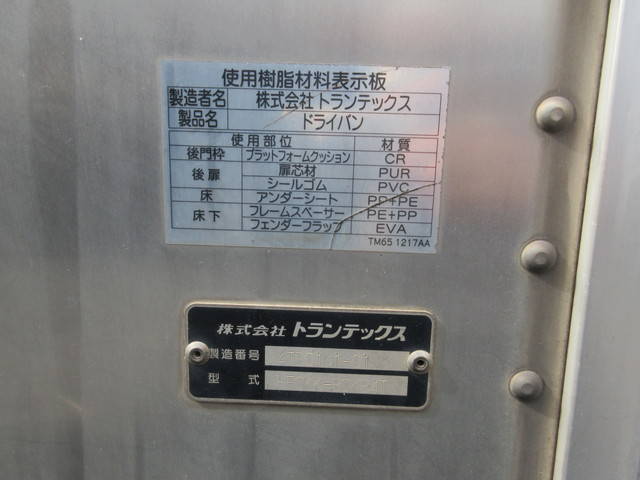 使用樹脂材料表示板
製造者名 株式会社トランテックス
製品名 ドライバン
使用部位 材質
後門枠 プラットフォームクッション CR
後扉 扉芯材 PUR
シールゴム PVC
床 アンダーシート PP+PE
床下 フレームスペーサー PE+PP
フェンダーフラップ EVA
TM65 1217AA
株式会社 トランテックス
製造番号
型式